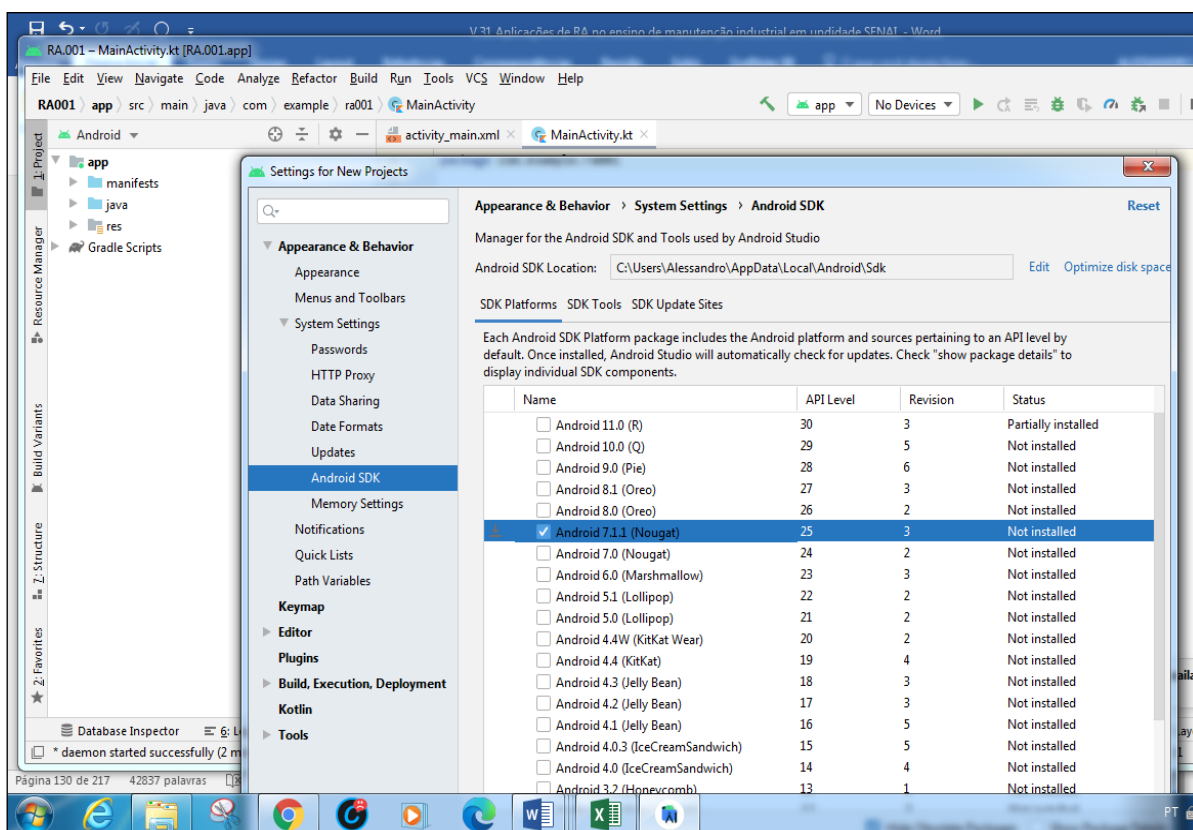 V.31 Aplicações de RA no ensino de manutenção industrial em undidade SENAI - Word
RA.001 – MainActivity.kt [RA.001.app]
File Edit View Navigate Code Analyze Refactor Build Run Tools VCS Window Help
RA001 app src main java com example ra001 MainActivity
app No Devices
Android
activity_main.xml MainActivity.kt
1: Project
Resource Manager
Build Variants
7: Structure
2: Favorites
app
manifests
java
res
Gradle Scripts
Settings for New Projects
Appearance & Behavior
Appearance
Menus and Toolbars
System Settings
Passwords
HTTP Proxy
Data Sharing
Date Formats
Updates
Android SDK
Memory Settings
Notifications
Quick Lists
Path Variables
Keymap
Editor
Plugins
Build, Execution, Deployment
Kotlin
Tools
Appearance & Behavior › System Settings › Android SDK Reset
Manager for the Android SDK and Tools used by Android Studio
Android SDK Location: C:\Users\Alessandro\AppData\Local\Android\Sdk Edit Optimize disk space
SDK Platforms SDK Tools SDK Update Sites
Each Android SDK Platform package includes the Android platform and sources pertaining to an API level by
default. Once installed, Android Studio will automatically check for updates. Check "show package details" to
display individual SDK components.
Name API Level Revision Status
Android 11.0 (R) 30 3 Partially installed
Android 10.0 (Q) 29 5 Not installed
Android 9.0 (Pie) 28 6 Not installed
Android 8.1 (Oreo) 27 3 Not installed
Android 8.0 (Oreo) 26 2 Not installed
Android 7.1.1 (Nougat) 25 3 Not installed
Android 7.0 (Nougat) 24 2 Not installed
Android 6.0 (Marshmallow) 23 3 Not installed
Android 5.1 (Lollipop) 22 2 Not installed
Android 5.0 (Lollipop) 21 2 Not installed
Android 4.4W (KitKat Wear) 20 2 Not installed
Android 4.4 (KitKat) 19 4 Not installed
Android 4.3 (Jelly Bean) 18 3 Not installed
Android 4.2 (Jelly Bean) 17 3 Not installed
Android 4.1 (Jelly Bean) 16 5 Not installed
Android 4.0.3 (IceCreamSandwich) 15 5 Not installed
Android 4.0 (IceCreamSandwich) 14 4 Not installed
Android 3.2 (Honeycomb) 13 1 Not installed
Database Inspector 6: L
* daemon started successfully (2 m
Página 130 de 217 42837 palavras
PT